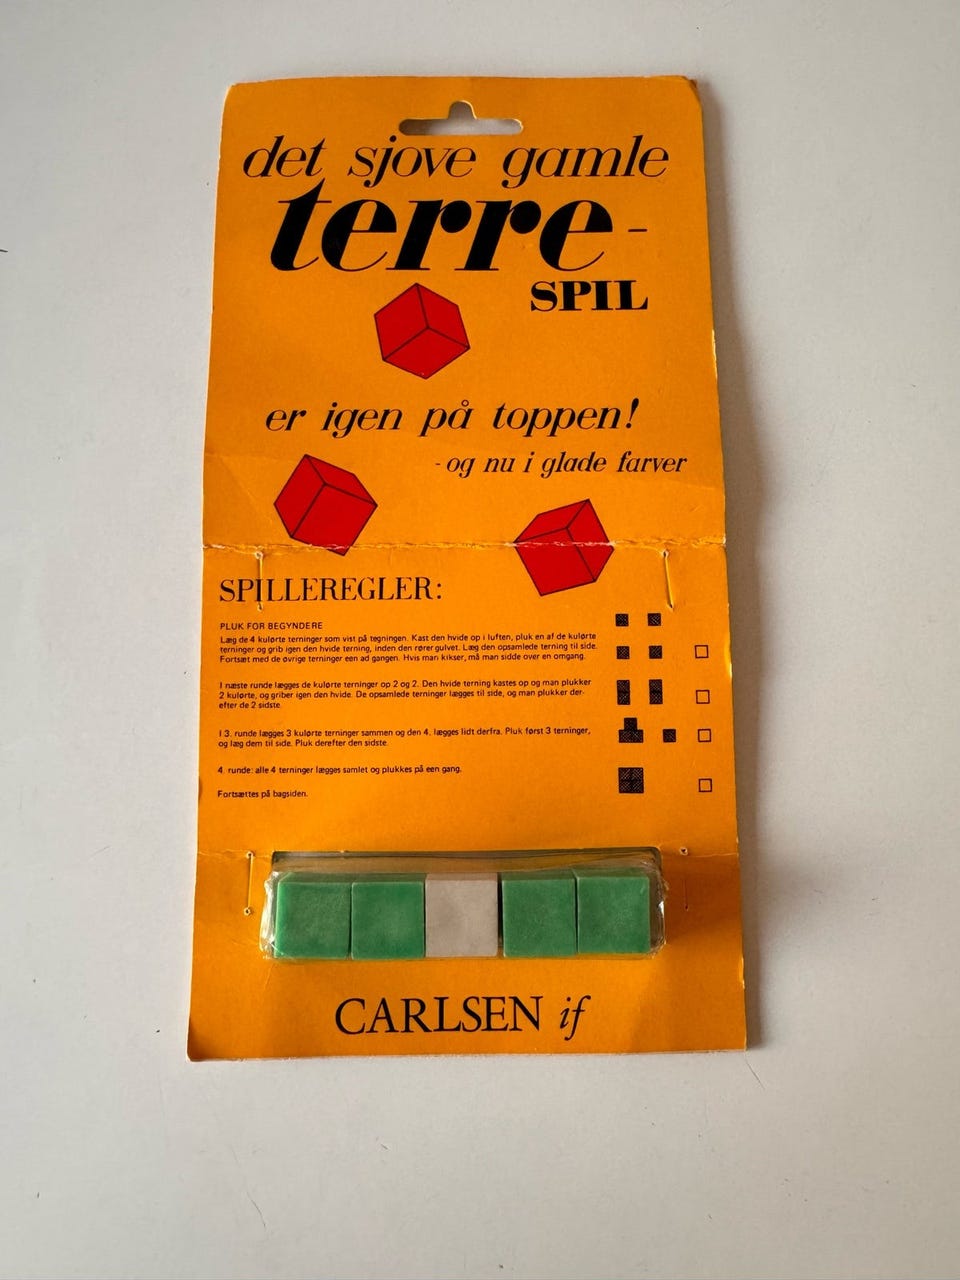 det sjove gamle
terre-
SPIL
er igen på toppen!
- og nu i glade farver
SPILLEREGLER:
PLUK FOR BEGYNDERE
Læg de 4 kulørte terninger som vist på tegningen. Kast den hvide op i luften, pluk en af de kulørte
terninger og grib igen den hvide terning, inden den rører gulvet. Læg den opsamlede terning til side.
Fortsæt med de øvrige terninger een ad gangen. Hvis man kikser, må man sidde over en omgang.
I næste runde lægges de kulørte terninger op 2 og 2. Den hvide terning kastes op og man plukker
2 kulørte, og griber igen den hvide. De opsamlede terninger lægges til side, og man plukker der-
efter de 2 sidste.
I 3. runde lægges 3 kulørte terninger sammen og den 4. lægges lidt derfra. Pluk først 3 terninger,
og læg dem til side. Pluk derefter den sidste.
4. runde: alle 4 terninger lægges samlet og plukkes på een gang.
Fortsættes på bagsiden.
CARLSEN if